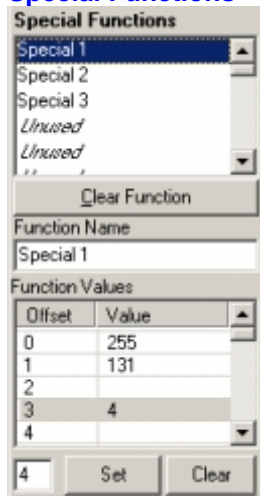 Special Functions
Special 1
Special 2
Special 3
Unused
Unused
Clear Function
Function Name
Special 1
Function Values
Offset Value
0 255
1 131
2
3 4
4
4 Set Clear